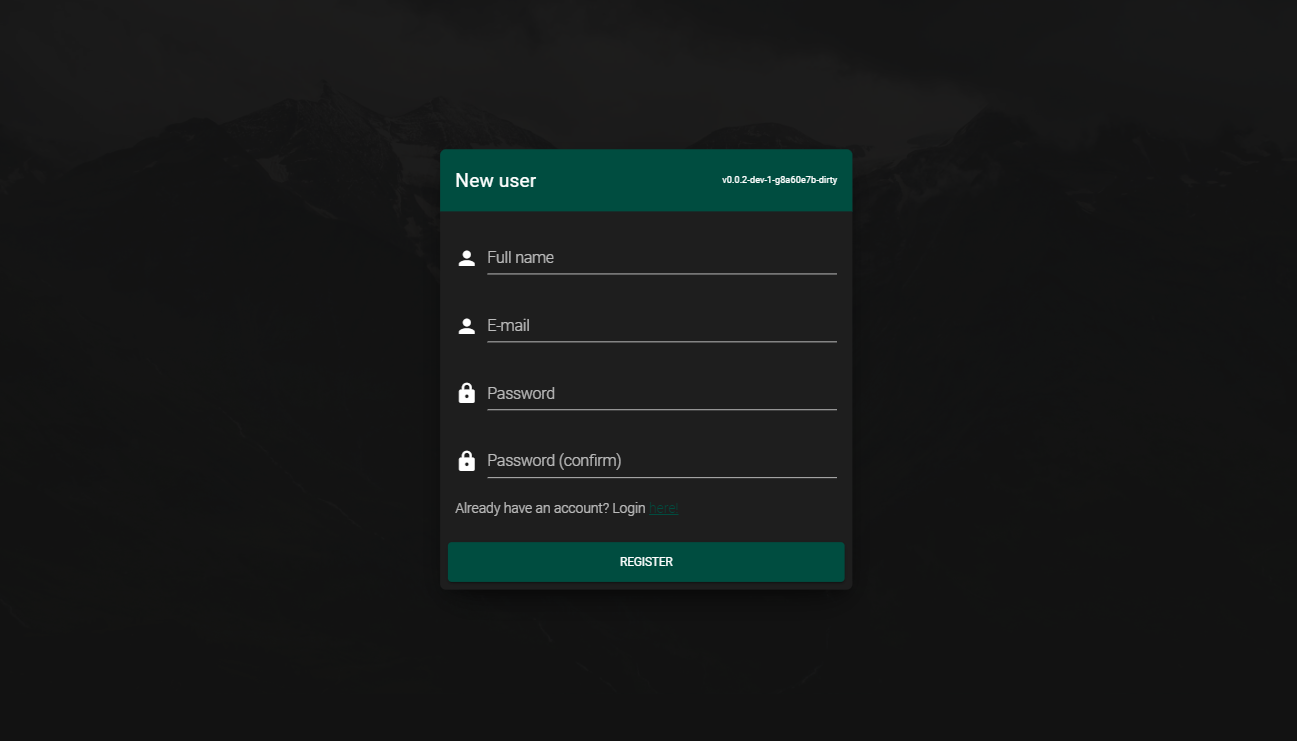 New user
v0.0.2-dev-1-g8a60e7b-dirty
Full name
E-mail
Password
Password (confirm)
Already have an account? Login here!
REGISTER